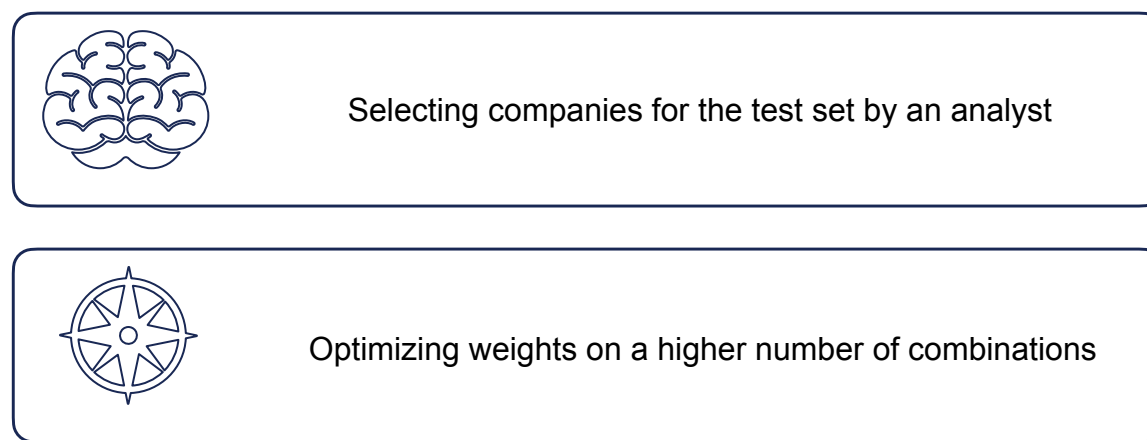 Selecting companies for the test set by an analyst
Optimizing weights on a higher number of combinations